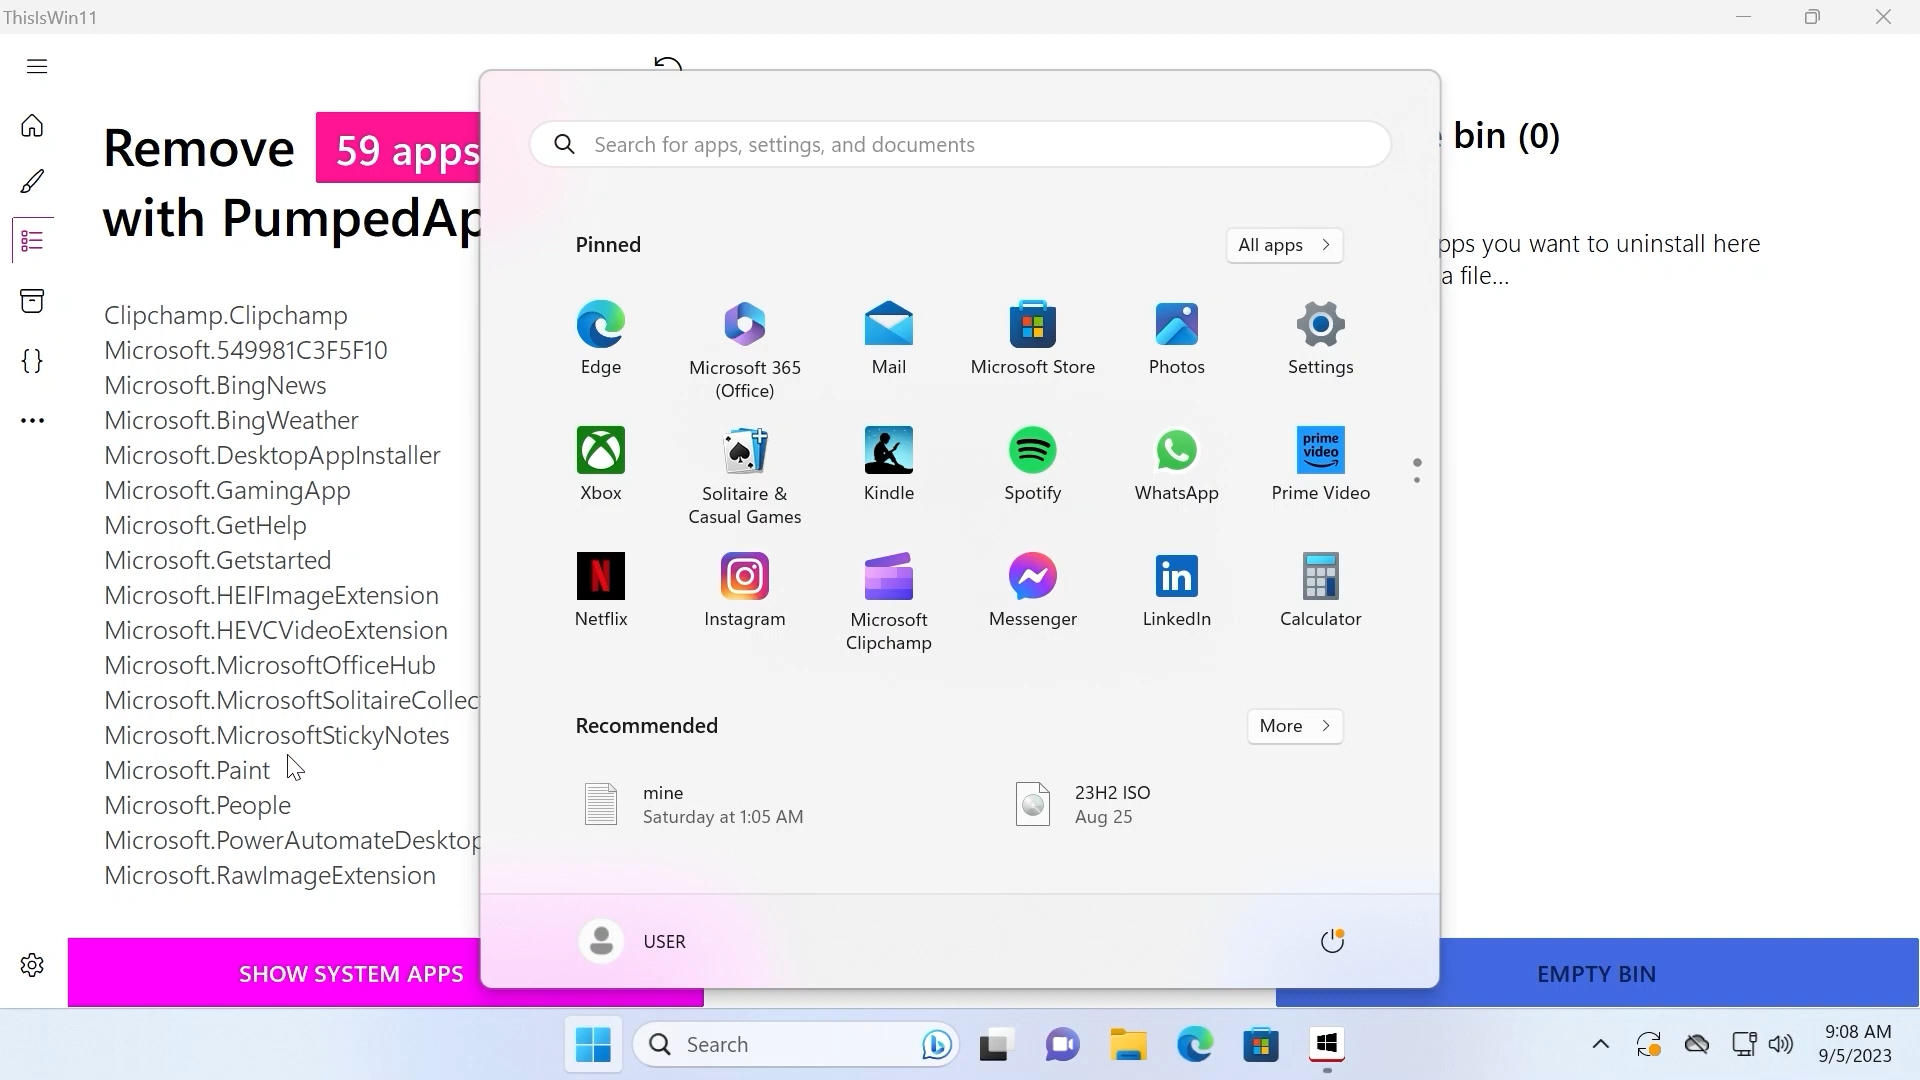 ThisIsWin11
Remove 59 apps
with PumpedAp
Clipchamp.Clipchamp
Microsoft.549981C3F5F10
Microsoft.BingNews
Microsoft.BingWeather
Microsoft.DesktopAppInstaller
Microsoft.GamingApp
Microsoft.GetHelp
Microsoft.Getstarted
Microsoft.HEIFImageExtension
Microsoft.HEVCVideoExtension
Microsoft.MicrosoftOfficeHub
Microsoft.MicrosoftSolitaireCollec
Microsoft.MicrosoftStickyNotes
Microsoft.Paint
Microsoft.People
Microsoft.PowerAutomateDesktop
Microsoft.RawImageExtension
SHOW SYSTEM APPS
Search for apps, settings, and documents
Pinned
All apps
Edge
Microsoft 365
(Office)
Mail
Microsoft Store
Photos
Settings
Xbox
Solitaire &
Casual Games
Kindle
Spotify
WhatsApp
prime
video
Prime Video
Netflix
Instagram
Microsoft
Clipchamp
Messenger
LinkedIn
Calculator
Recommended
More
mine
Saturday at 1:05 AM
23H2 ISO
Aug 25
USER
bin (0)
pps you want to uninstall here
a file...
EMPTY BIN
Search
9:08 AM
9/5/2023